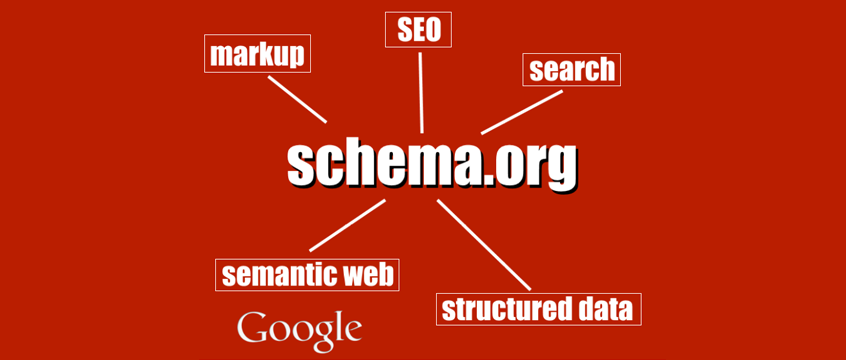 SEO
markup
search
schema.org
semantic web
structured data
Google